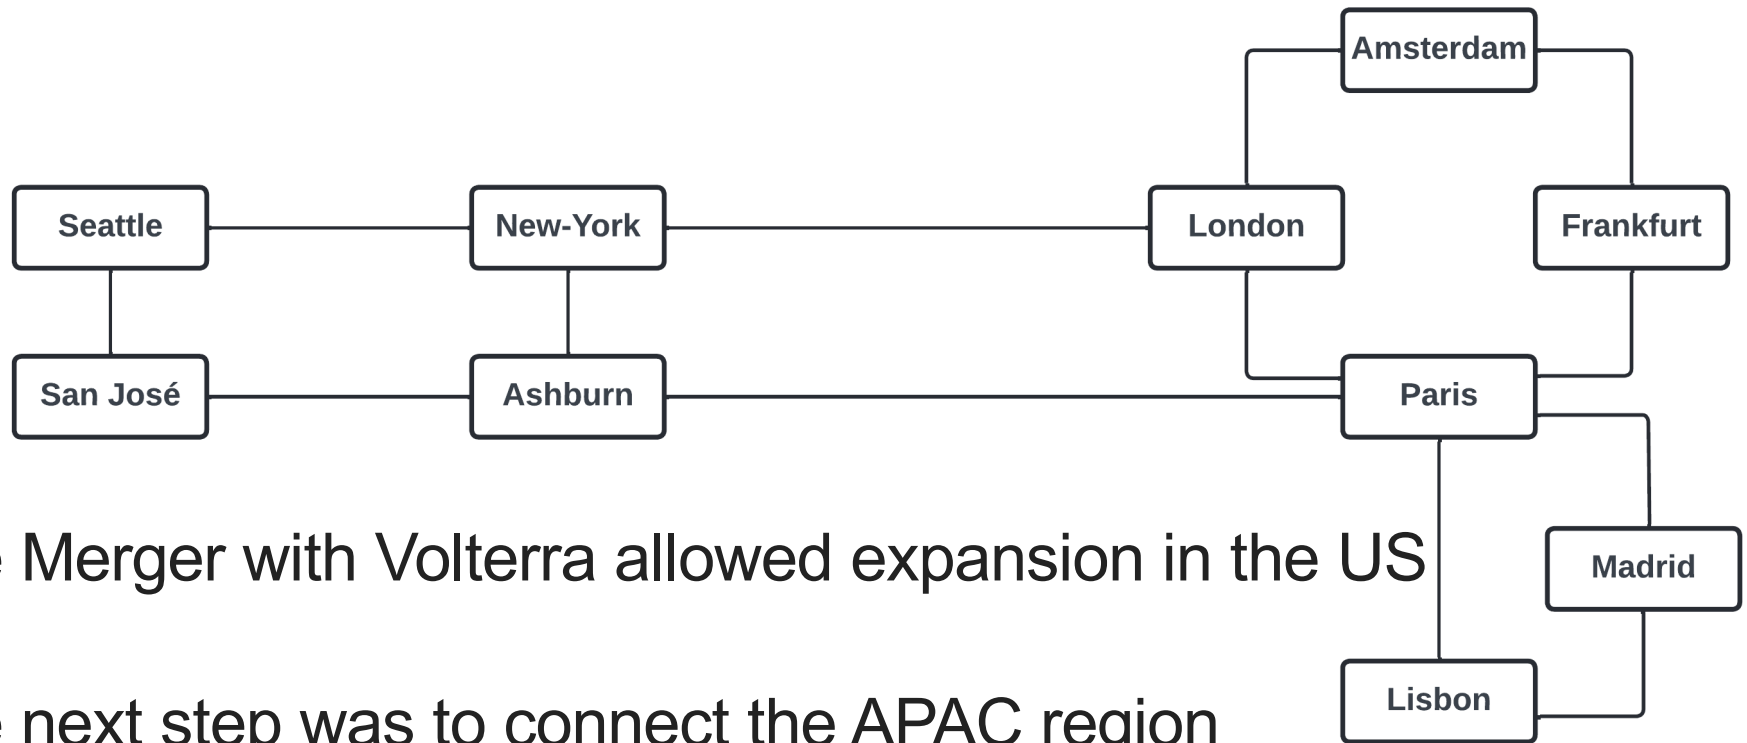 Amsterdam
Seattle
New-York
London
Frankfurt
San José
Ashburn
Paris
Merger with Volterra allowed expansion in the US
Madrid
Lisbon
next step was to connect the APAC region